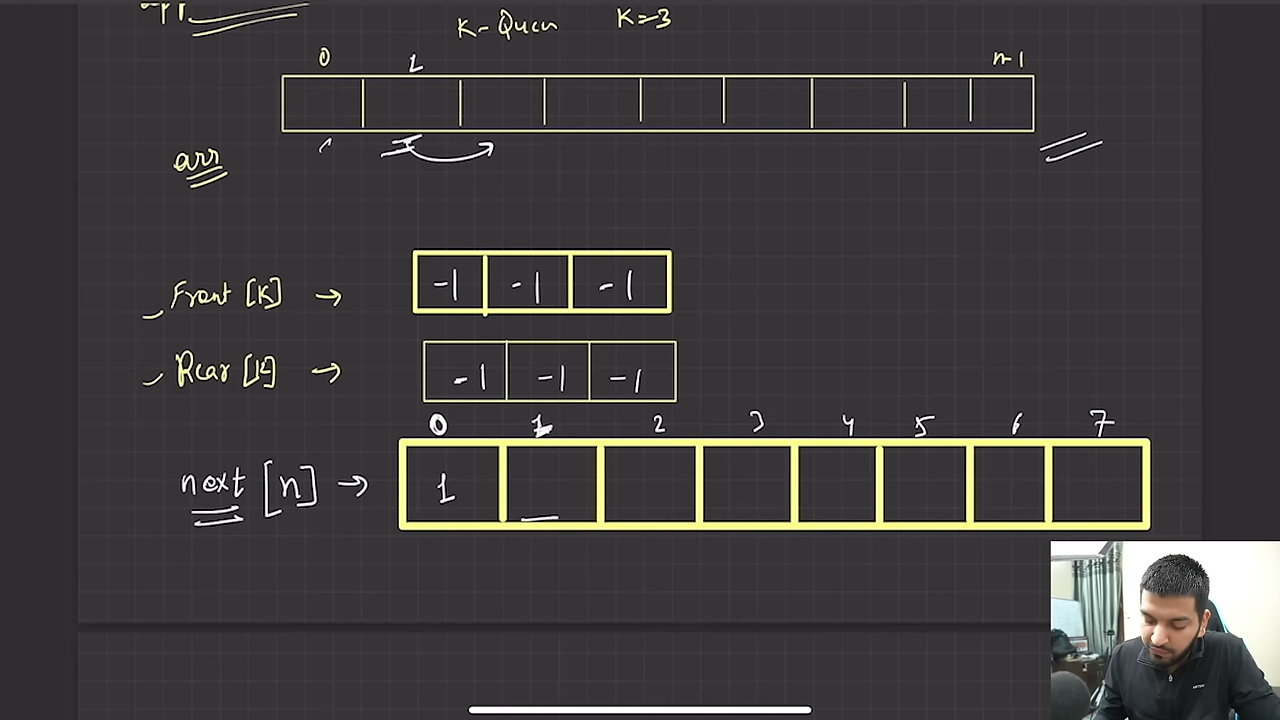 K-Queue K=3
0 1 n-1
arr
Front [K] → -1 -1 -1
Rear [K] → -1 -1 -1
0 1 2 3 4 5 6 7
next [n] → 1